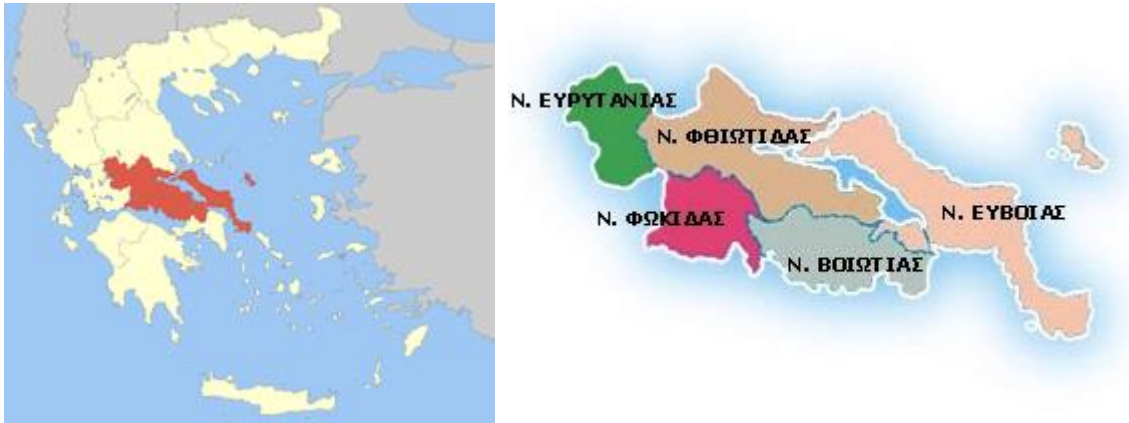 Ν. ΕΥΡΥΤΑΝΙΑΣ
Ν. ΦΘΙΩΤΙΔΑΣ
Ν. ΦΩΚΙΔΑΣ
Ν. ΕΥΒΟΙΑΣ
Ν. ΒΟΙΩΤΙΑΣ